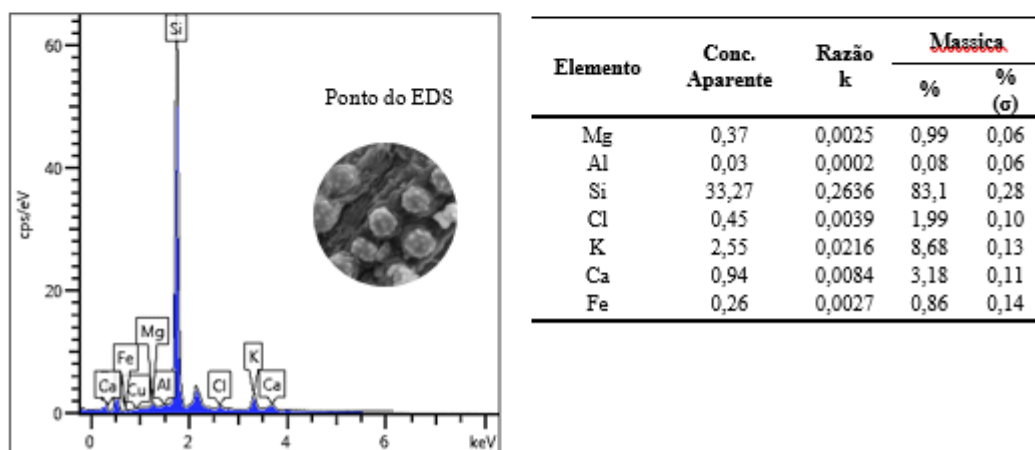 60
40
20
0
cps/eV
Si
Ponto do EDS
Ca
Fe
Cu
Mg
Al
Cl
K
Ca
0 2 4 6 keV
Elemento Conc. Aparente Razão k Massica
% % (σ)
Mg 0,37 0,0025 0,99 0,06
Al 0,03 0,0002 0,08 0,06
Si 33,27 0,2636 83,1 0,28
Cl 0,45 0,0039 1,99 0,10
K 2,55 0,0216 8,68 0,13
Ca 0,94 0,0084 3,18 0,11
Fe 0,26 0,0027 0,86 0,14